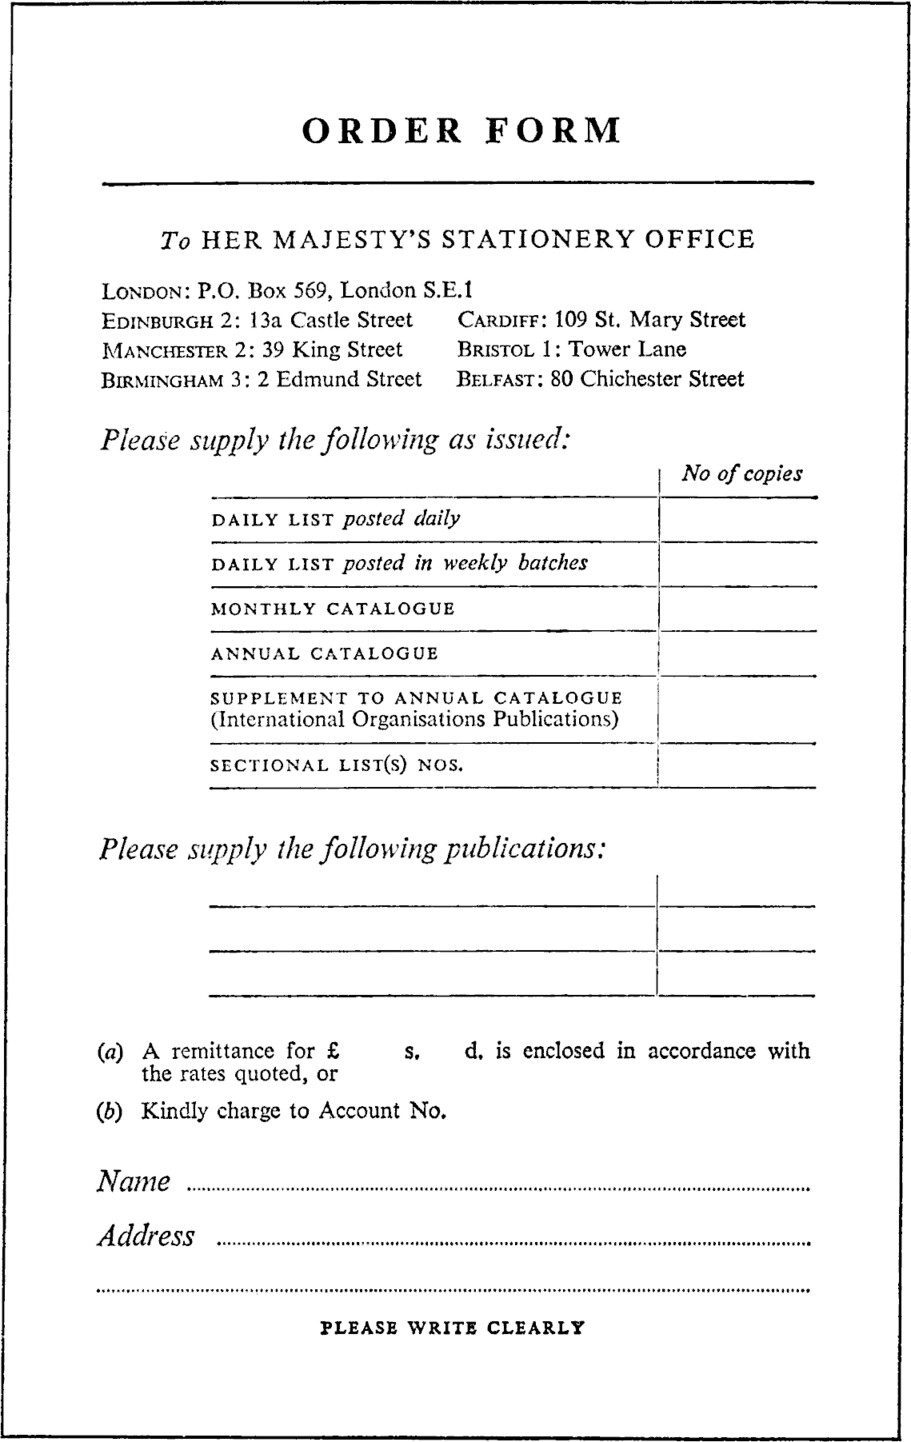 ORDER FORM
To HER MAJESTY'S STATIONERY OFFICE
LONDON: P.O. Box 569, London S.E.1
EDINBURGH 2: 13a Castle Street CARDIFF: 109 St. Mary Street
MANCHESTER 2: 39 King Street BRISTOL 1: Tower Lane
BIRMINGHAM 3: 2 Edmund Street BELFAST: 80 Chichester Street
Please supply the following as issued:
No of copies
DAILY LIST posted daily
DAILY LIST posted in weekly batches
MONTHLY CATALOGUE
ANNUAL CATALOGUE
SUPPLEMENT TO ANNUAL CATALOGUE
(International Organisations Publications)
SECTIONAL LIST(S) NOS.
Please supply the following publications:
(a) A remittance for £ s. d. is enclosed in accordance with
the rates quoted, or
(b) Kindly charge to Account No.
Name
Address
PLEASE WRITE CLEARLY